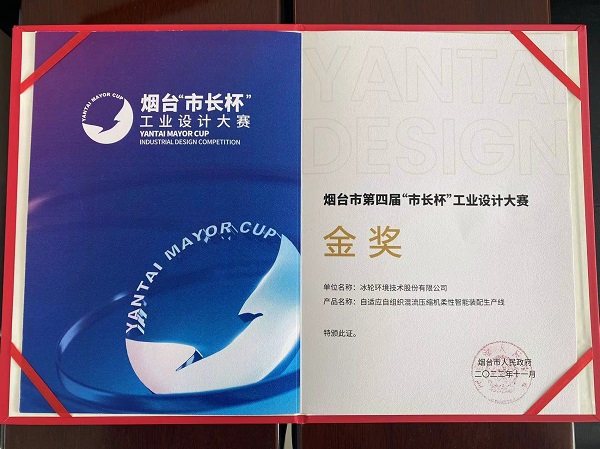 YANTAI MAYOR CUP
烟台“市长杯”
工业设计大赛
YANTAI MAYOR CUP
INDUSTRIAL DESIGN COMPETITION
YANTAI MAYOR CUP
YANTAI
DESIGN
烟台市第四届“市长杯”工业设计大赛
金奖
单位名称：冰轮环境技术股份有限公司
产品名称：自适应自组织混流压缩机柔性智能装配生产线
特颁此证。
烟台市人民政府
二〇二二年十一月